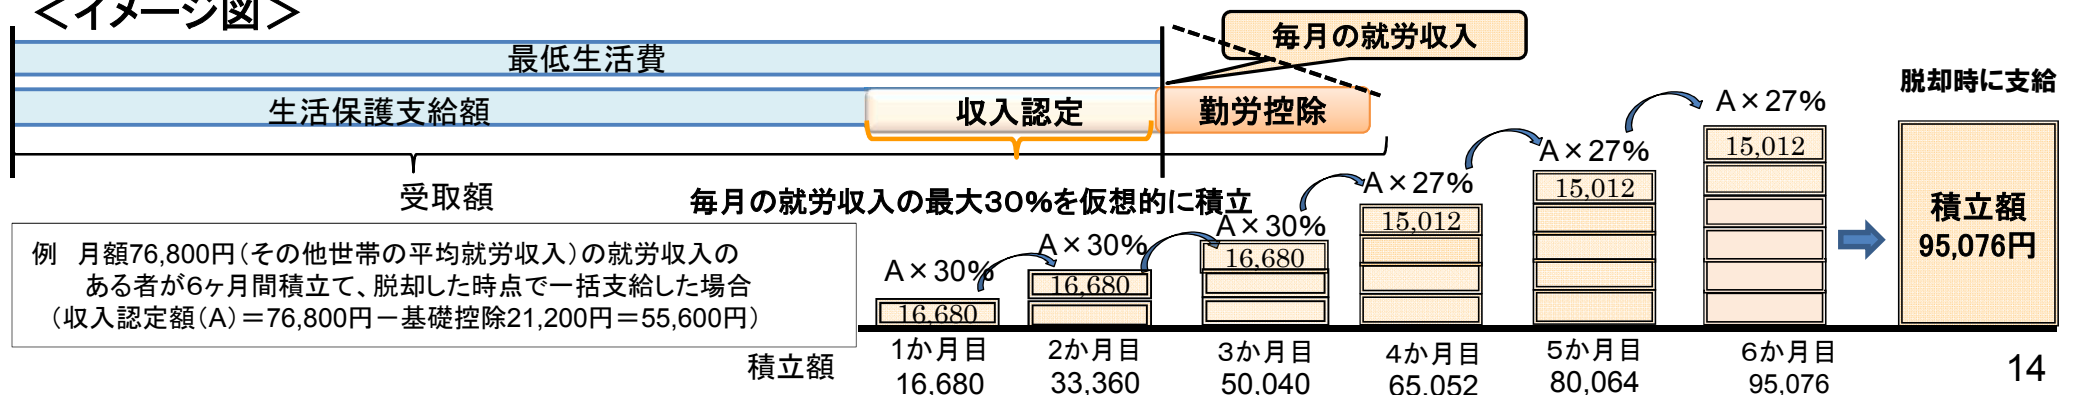 ＜イメージ図＞
毎月の就労収入
最低生活費
脱却時に支給
生活保護支給額
収入認定
勤労控除
受取額
毎月の就労収入の最大30%を仮想的に積立
例　月額76,800円（その他世帯の平均就労収入）の就労収入の
ある者が６ヶ月間積立て、脱却した時点で一括支給した場合
（収入認定額（A）＝76,800円－基礎控除21,200円＝55,600円）
A×30%
16,680
A×30%
16,680
A×30%
16,680
A×27%
15,012
A×27%
15,012
A×27%
15,012
積立額
95,076円
積立額
1か月目
16,680
2か月目
33,360
3か月目
50,040
4か月目
65,052
5か月目
80,064
6か月目
95,076
14